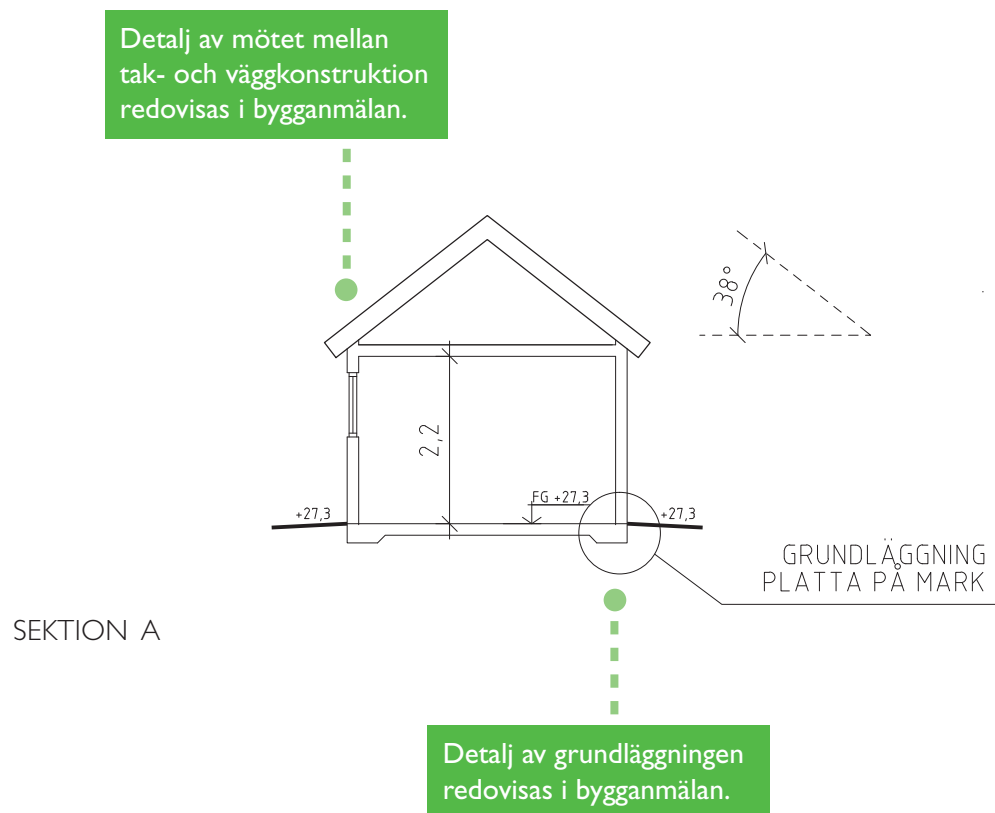 Detalj av mötet mellan
tak- och väggkonstruktion
redovisas i bygganmälan.
38°
2,2
FG +27,3
+27,3
+27,3
GRUNDLÄGGNING
PLATTA PÅ MARK
SEKTION A
Detalj av grundläggningen
redovisas i bygganmälan.